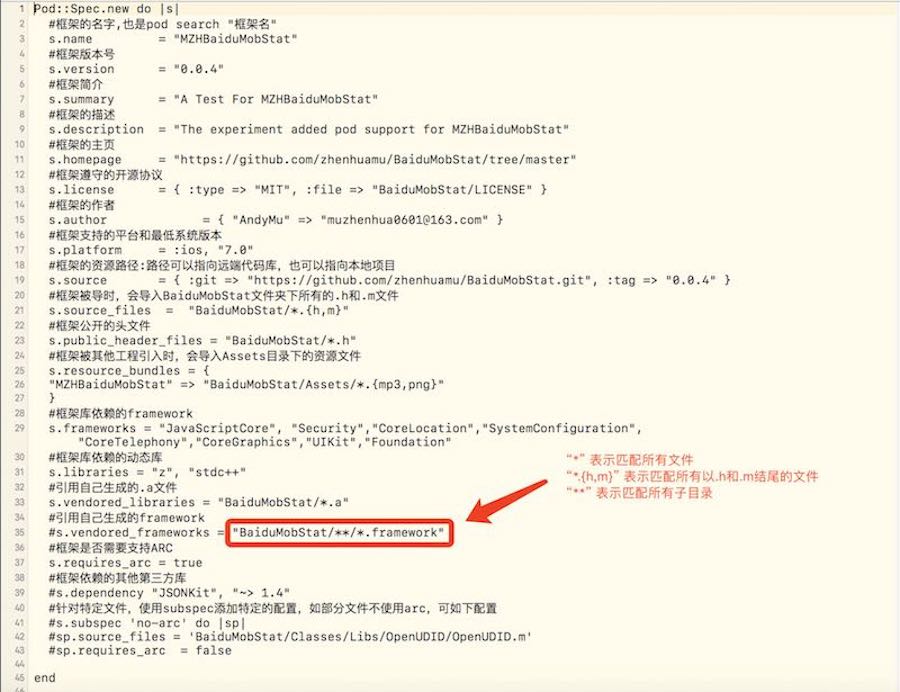 1 Pod::Spec.new do |s|
2 #框架的名字,也是pod search "框架名"
3 s.name = "MZHBaiduMobStat"
4 #框架版本号
5 s.version = "0.0.4"
6 #框架简介
7 s.summary = "A Test For MZHBaiduMobStat"
8 #框架的描述
9 s.description = "The experiment added pod support for MZHBaiduMobStat"
10 #框架的主页
11 s.homepage = "https://github.com/zhenhuamu/BaiduMobStat/tree/master"
12 #框架遵守的开源协议
13 s.license = { :type => "MIT", :file => "BaiduMobStat/LICENSE" }
14 #框架的作者
15 s.author = { "AndyMu" => "muzhenhua0601@163.com" }
16 #框架支持的平台和最低系统版本
17 s.platform = :ios, "7.0"
18 #框架的资源路径:路径可以指向远端代码库，也可以指向本地项目
19 s.source = { :git => "https://github.com/zhenhuamu/BaiduMobStat.git", :tag => "0.0.4" }
20 #框架被导时，会导入BaiduMobStat文件夹下所有的.h和.m文件
21 s.source_files = "BaiduMobStat/*.{h,m}"
22 #框架公开的头文件
23 s.public_header_files = "BaiduMobStat/*.h"
24 #框架被其他工程引入时，会导入Assets目录下的资源文件
25 s.resource_bundles = {
26 "MZHBaiduMobStat" => "BaiduMobStat/Assets/*.{mp3,png}"
27 }
28 #框架库依赖的framework
29 s.frameworks = "JavaScriptCore", "Security","CoreLocation","SystemConfiguration",
"CoreTelephony","CoreGraphics","UIKit","Foundation"
30 #框架库依赖的动态库
31 s.libraries = "z", "stdc++"
32 #引用自己生成的.a文件
33 s.vendored_libraries = "BaiduMobStat/*.a"
34 #引用自己生成的framework
35 #s.vendored_frameworks = "BaiduMobStat/**/*.framework"
36 #框架是否需要支持ARC
37 s.requires_arc = true
38 #框架依赖的其他第三方库
39 #s.dependency "JSONKit", "~> 1.4"
40 #针对特定文件，使用subspec添加特定的配置，如部分文件不使用arc，可如下配置
41 #s.subspec 'no-arc' do |sp|
42 #sp.source_files = 'BaiduMobStat/Classes/Libs/OpenUDID/OpenUDID.m'
43 #sp.requires_arc = false
44
45 end
46
“*” 表示匹配所有文件
“*.{h,m}” 表示匹配所有以.h和.m结尾的文件
“**” 表示匹配所有子目录